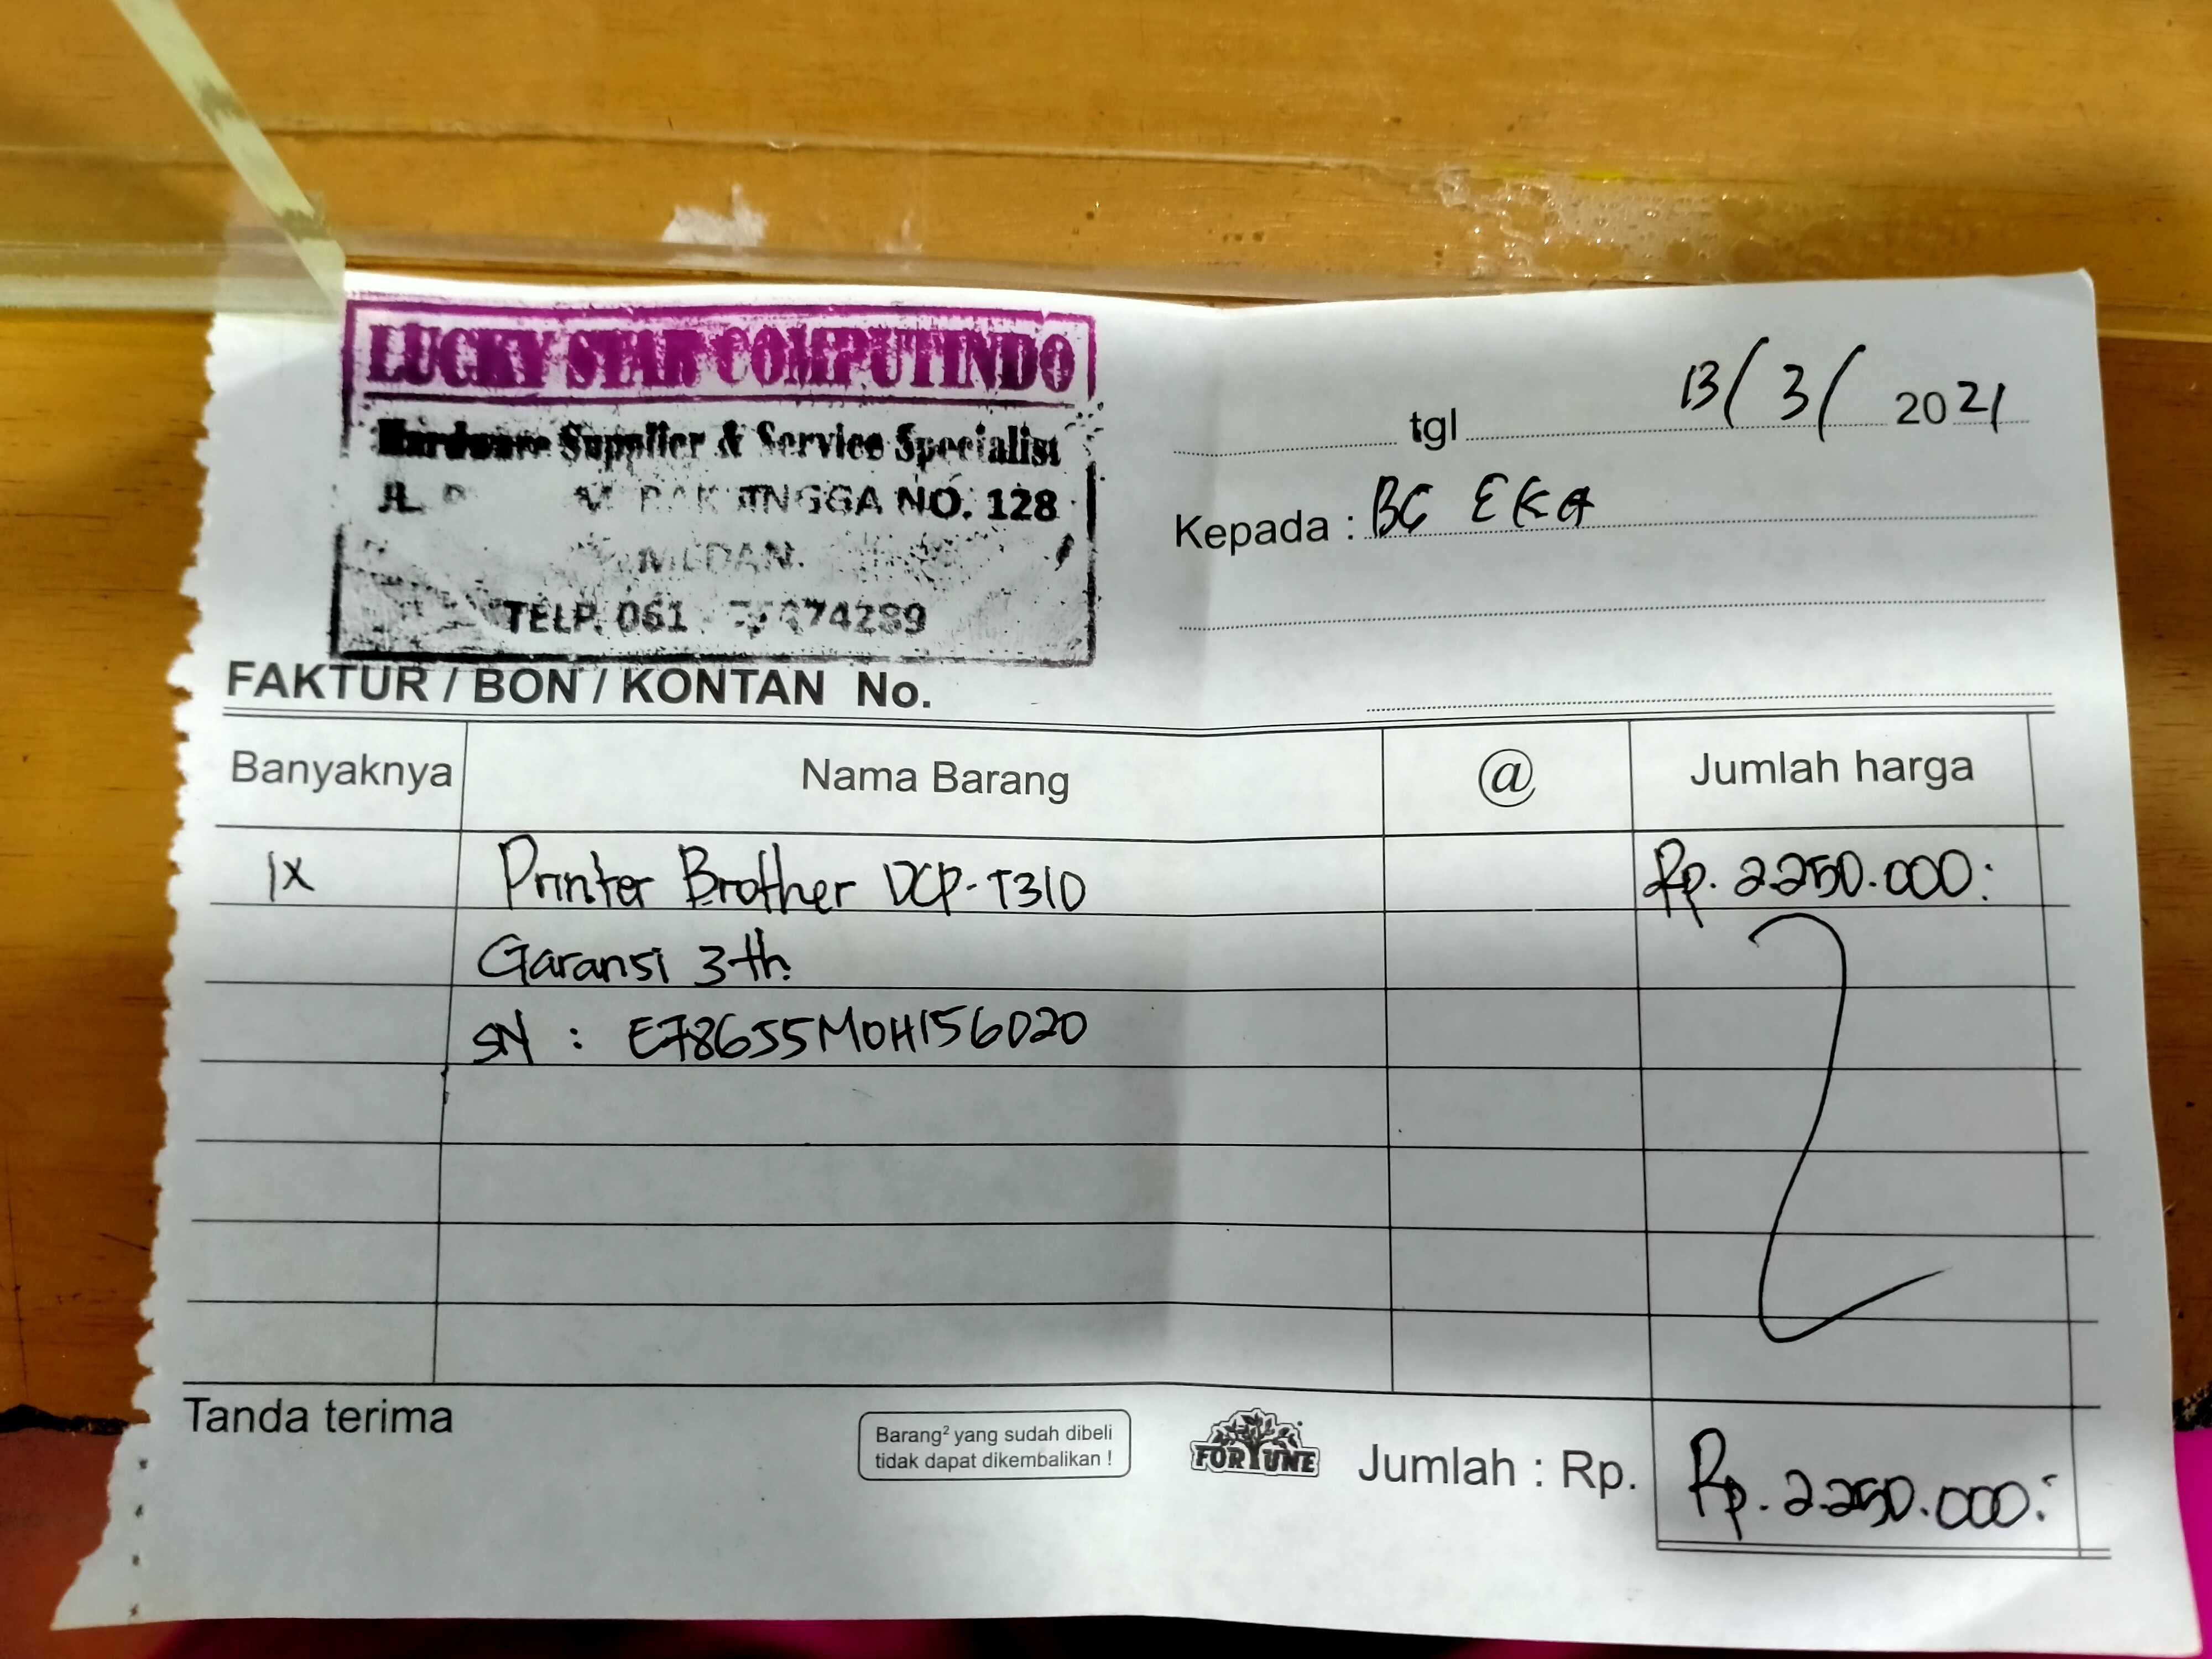 LUCKY STAR COMPUTINDO
Hardware Supplier & Service Specialist
JL. NO. 128
MEDAN.
TELP. 061
tgl 13/3/2021
Kepada : BC EKA
FAKTUR / BON / KONTAN No.
Banyaknya Nama Barang @ Jumlah harga
1X Printer Brother DCP-T310 Rp. 2.250.000:
Garansi 3 th.
SN : E78655M0H156020
Tanda terima
Barang² yang sudah dibeli
tidak dapat dikembalikan !
FORTUNE
Jumlah : Rp. Rp. 2.250.000: